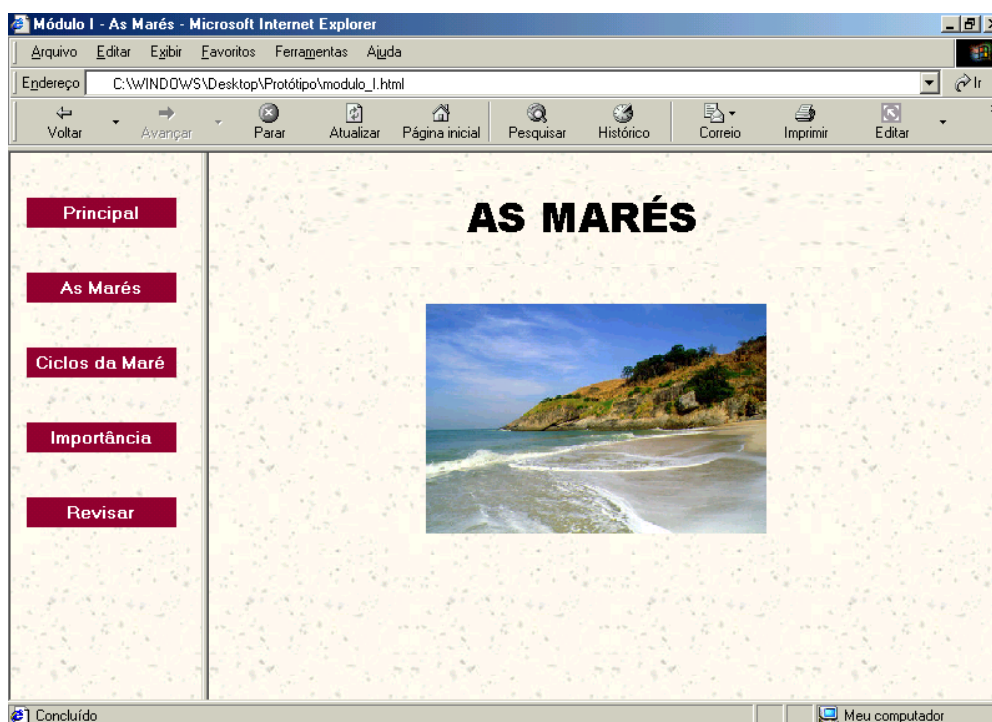 Módulo I - As Marés - Microsoft Internet Explorer
Arquivo Editar Exibir Favoritos Ferramentas Ajuda
Endereço C:\WINDOWS\Desktop\Protótipo\modulo_I.html Ir
Voltar Avançar Parar Atualizar Página inicial Pesquisar Histórico Correio Imprimir Editar
Principal
As Marés
Ciclos da Maré
Importância
Revisar
AS MARÉS
Concluído Meu computador